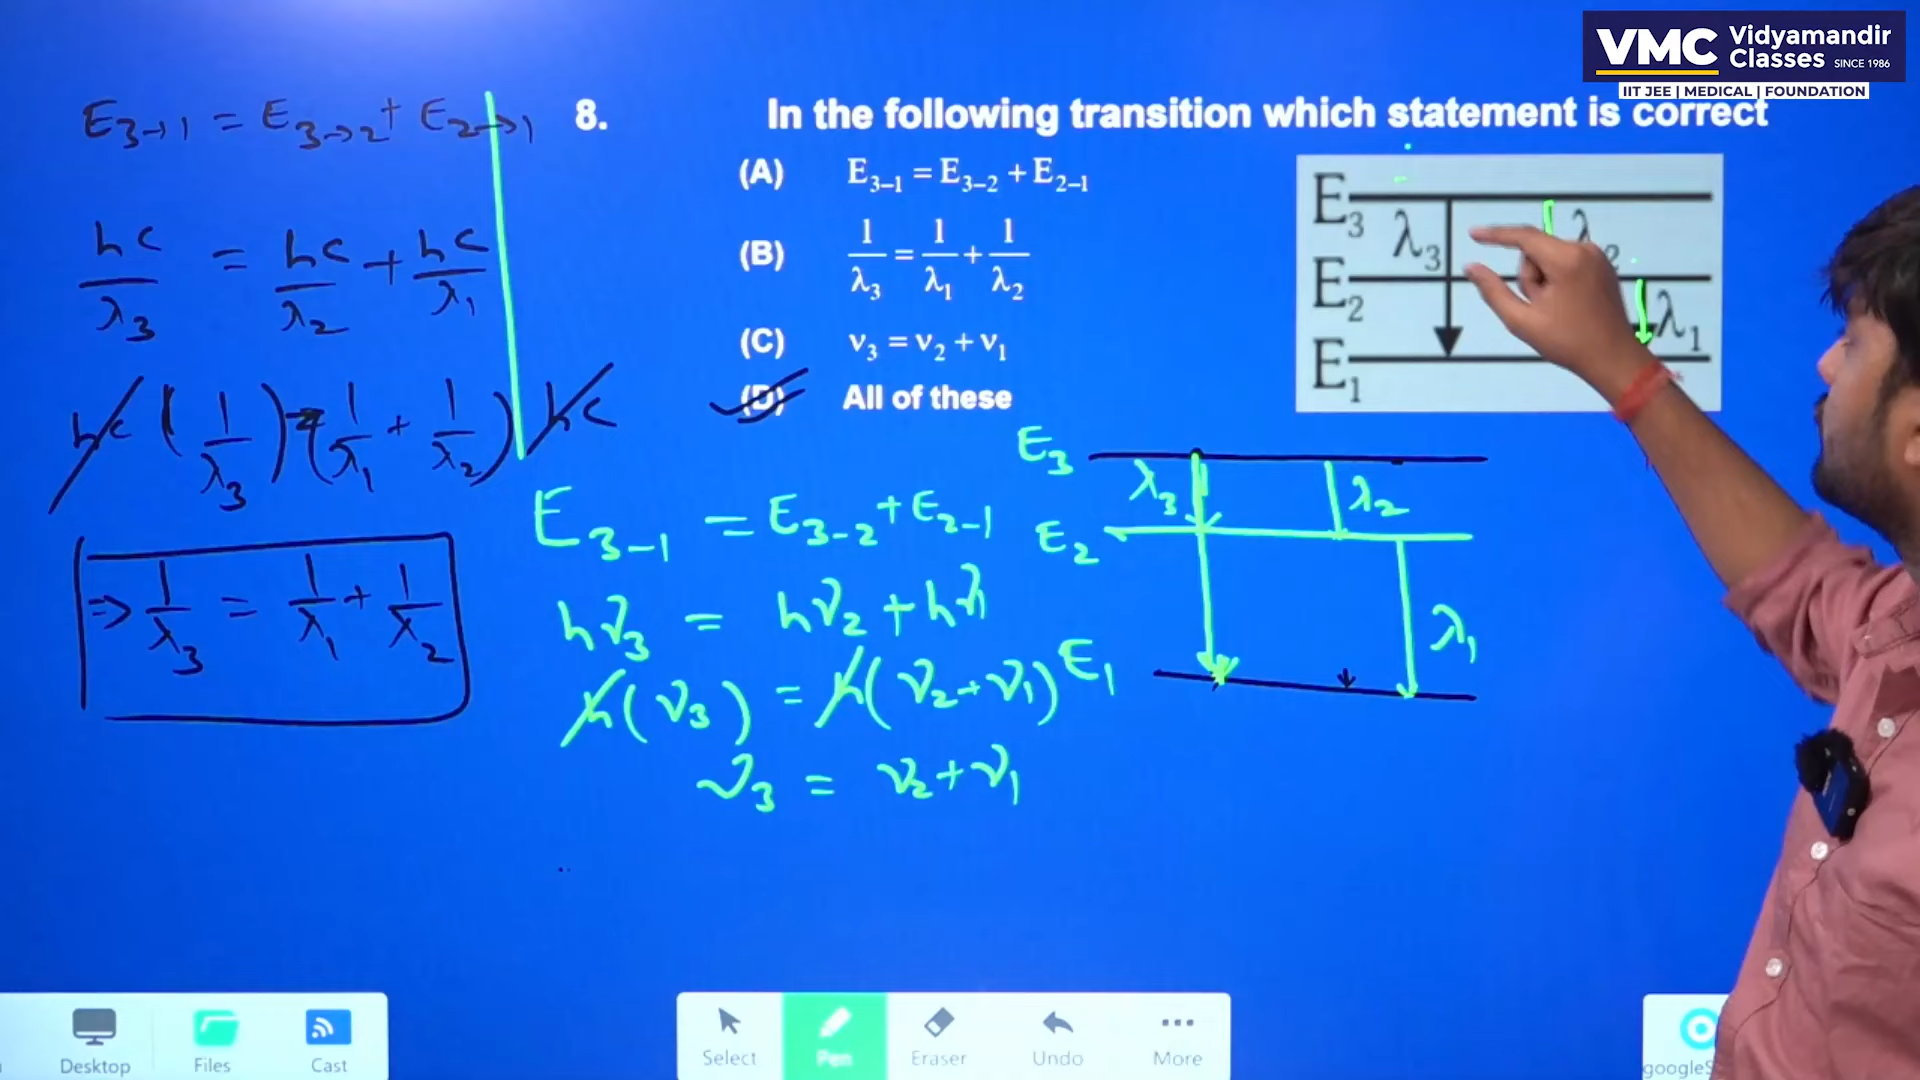 VMC Vidyamandir Classes SINCE 1986
IIT JEE | MEDICAL | FOUNDATION
8. In the following transition which statement is correct
(A) E₃₋₁ = E₃₋₂ + E₂₋₁
(B) 1/λ₃ = 1/λ₁ + 1/λ₂
(C) ν₃ = ν₂ + ν₁
(D) All of these
E₃
λ₃ λ₂
E₂
λ₁
E₁
E₃→₁ = E₃→₂ + E₂→₁
hc/λ₃ = hc/λ₂ + hc/λ₁
hc (1/λ₃) = (1/λ₁ + 1/λ₂) hc
⇒ 1/λ₃ = 1/λ₁ + 1/λ₂
E₃₋₁ = E₃₋₂ + E₂₋₁
hν₃ = hν₂ + hν₁
h(ν₃) = h(ν₂+ν₁)
ν₃ = ν₂+ν₁
E₃
λ₃ λ₂
E₂
λ₁
E₁
Desktop
Files
Cast
Select
Pen
Eraser
Undo
More